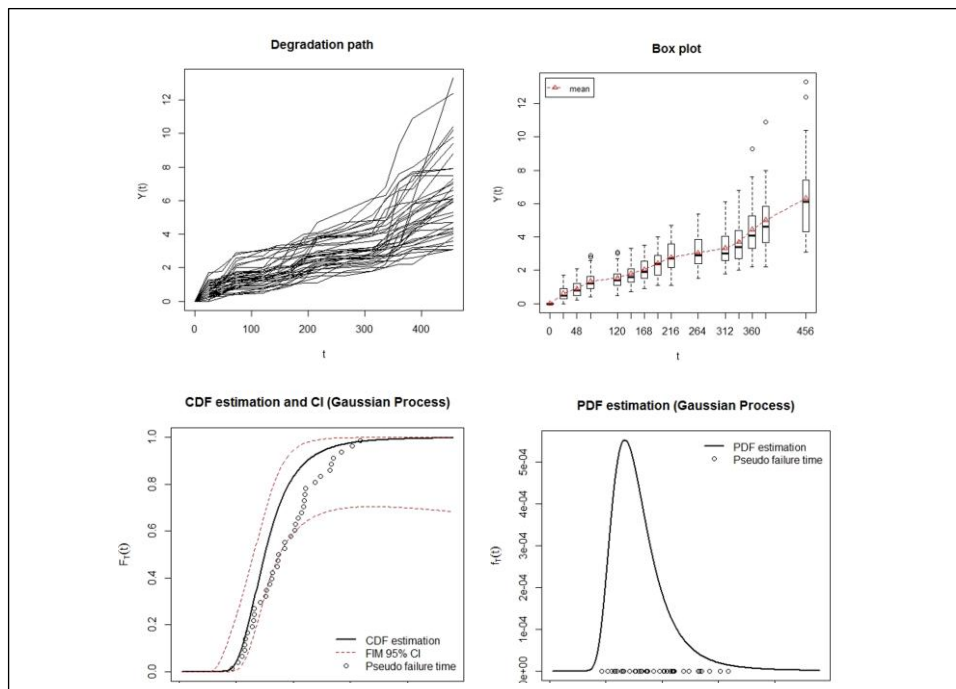 Degradation path
Y(t)
0 2 4 6 8 10 12
0 100 200 300 400
t
Box plot
mean
Y(t)
0 2 4 6 8 10 12
0 48 120 168 216 264 312 360 456
t
CDF estimation and CI (Gaussian Process)
F_T(t)
0.0 0.2 0.4 0.6 0.8 1.0
CDF estimation
FIM 95% CI
Pseudo failure time
PDF estimation (Gaussian Process)
f_T(t)
0e+00 1e-04 2e-04 3e-04 4e-04 5e-04
PDF estimation
Pseudo failure time